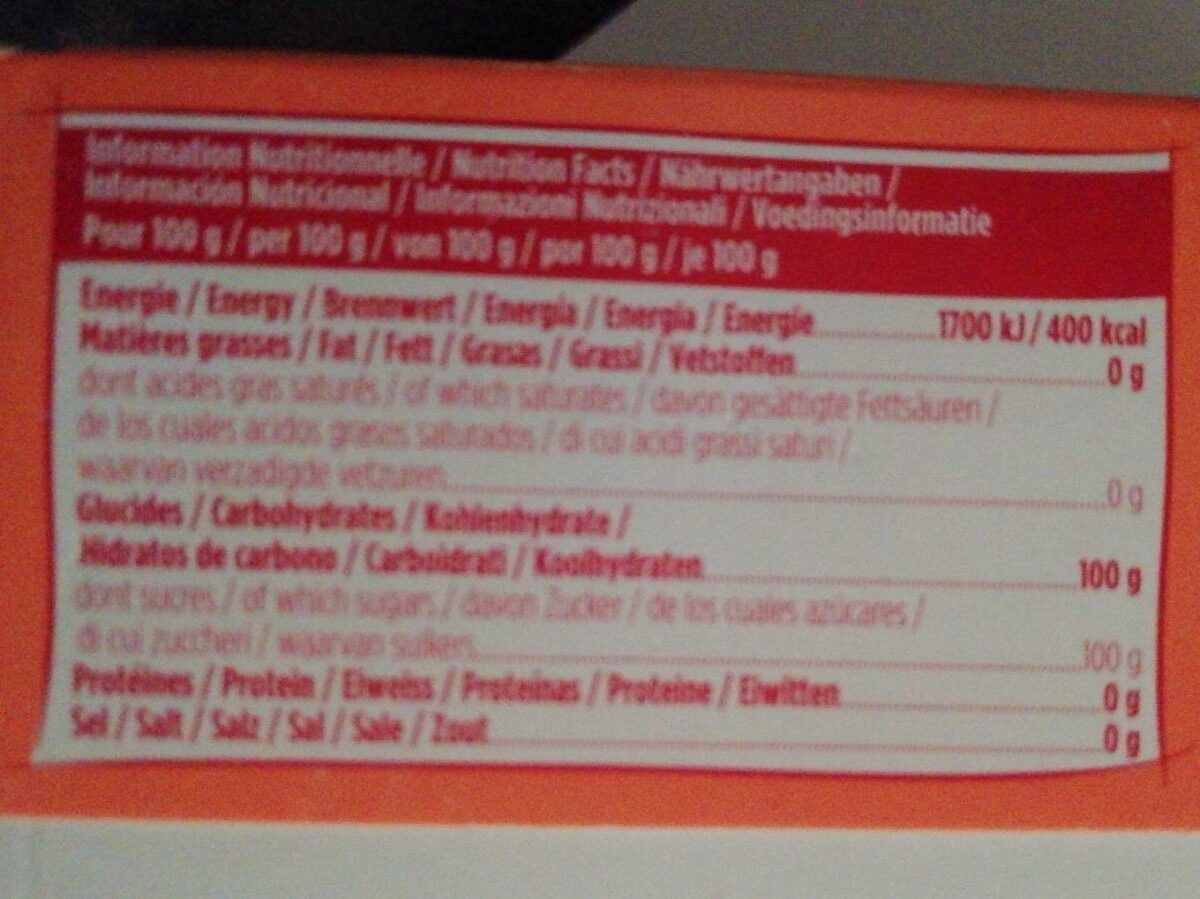 Information Nutritionnelle / Nutrition Facts / Nährwertangaben /
Información Nutricional / Informazioni Nutrizionali / Voedingsinformatie
Pour 100 g / per 100 g / von 100 g / por 100 g / je 100 g
Energie / Energy / Brennwert / Energía / Energia / Energie 1700 kJ / 400 kcal
Matières grasses / Fat / Fett / Grasas / Grassi / Vetstoffen 0 g
dont acides gras saturés / of which saturates / davon gesättigte Fettsäuren /
de los cuales ácidos grasos saturados / di cui acidi grassi saturi /
waarvan verzadigde vetzuren 0 g
Glucides / Carbohydrates / Kohlenhydrate /
Hidratos de carbono / Carboidrati / Koolhydraten 100 g
dont sucres / of which sugars / davon Zucker / de los cuales azúcares /
di cui zuccheri / waarvan suikers 100 g
Protéines / Protein / Eiweiss / Proteinas / Proteine / Eiwitten 0 g
Sel / Salt / Salz / Sal / Sale / Zout 0 g